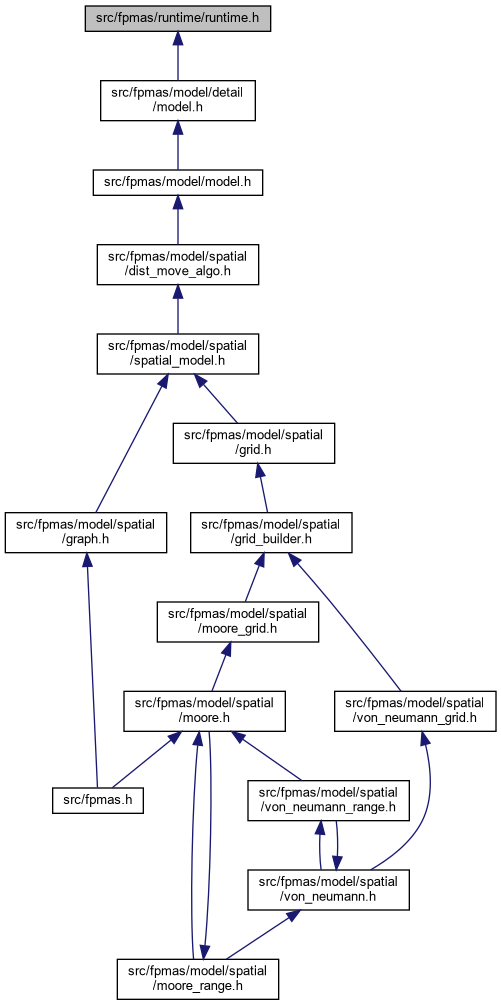 src/fpmas/runtime/runtime.h
src/fpmas/model/detail
/model.h
src/fpmas/model/model.h
src/fpmas/model/spatial
/dist_move_algo.h
src/fpmas/model/spatial
/spatial_model.h
src/fpmas/model/spatial
/grid.h
src/fpmas/model/spatial
/graph.h
src/fpmas/model/spatial
/grid_builder.h
src/fpmas/model/spatial
/moore_grid.h
src/fpmas/model/spatial
/moore.h
src/fpmas/model/spatial
/von_neumann_grid.h
src/fpmas.h
src/fpmas/model/spatial
/von_neumann_range.h
src/fpmas/model/spatial
/von_neumann.h
src/fpmas/model/spatial
/moore_range.h